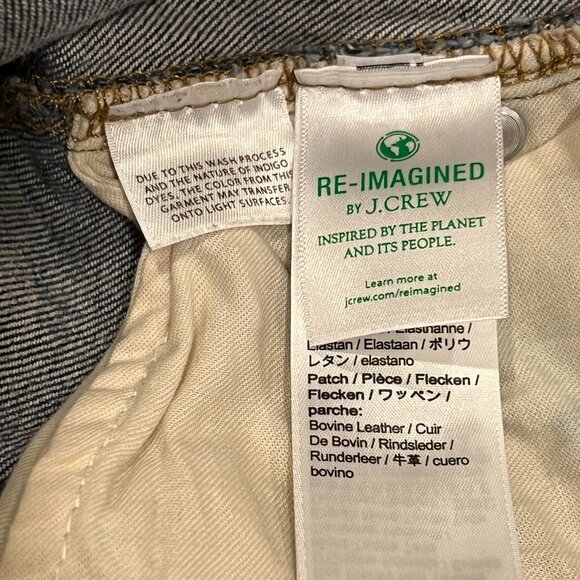 DUE TO THIS WASH PROCESS
AND THE NATURE OF INDIGO
DYES, THE COLOR FROM THIS
GARMENT MAY TRANSFER
ONTO LIGHT SURFACES.
RE-IMAGINED
BY J.CREW
INSPIRED BY THE PLANET
AND ITS PEOPLE.
Learn more at
jcrew.com/reimagined
Elasthanne /
Elastan / Elastaan / ポリウ
レタン / elastano
Patch / Pièce / Flecken /
Flecken / ワッペン /
parche:
Bovine Leather / Cuir
De Bovin / Rindsleder /
Runderleer / 牛革 / cuero
bovino